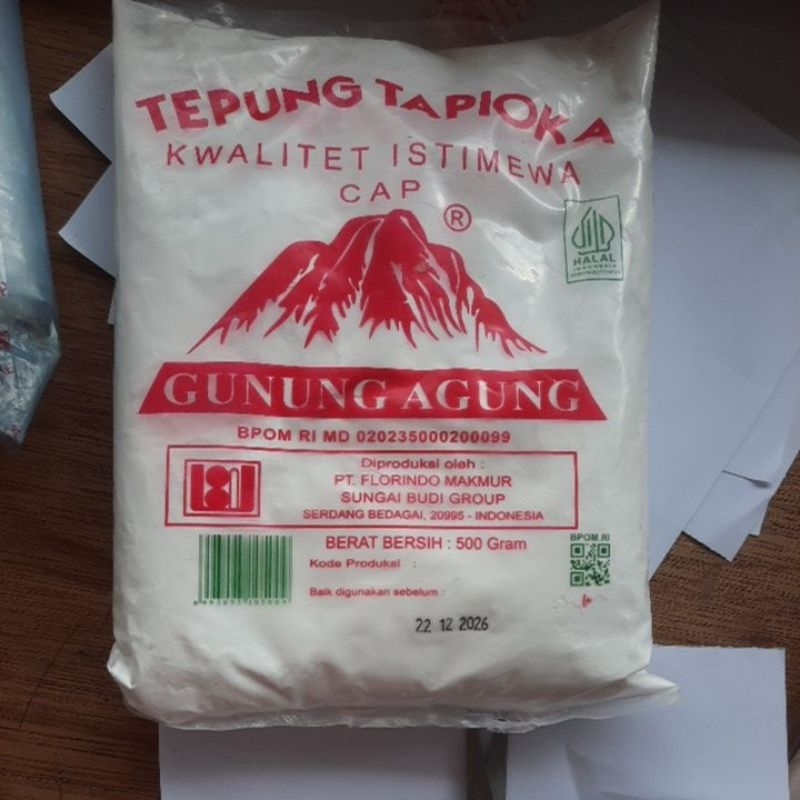 TEPUNG TAPIOKA
KWALITET ISTIMEWA
CAP
®
HALAL
INDONESIA
GUNUNG AGUNG
BPOM RI MD 020235000200099
Diproduksi oleh :
PT. FLORINDO MAKMUR
SUNGAI BUDI GROUP
SERDANG BEDAGAI, 20995 - INDONESIA
BERAT BERSIH : 500 Gram
BPOM RI
Kode Produksi :
Baik digunakan sebelum :
22 12 2026